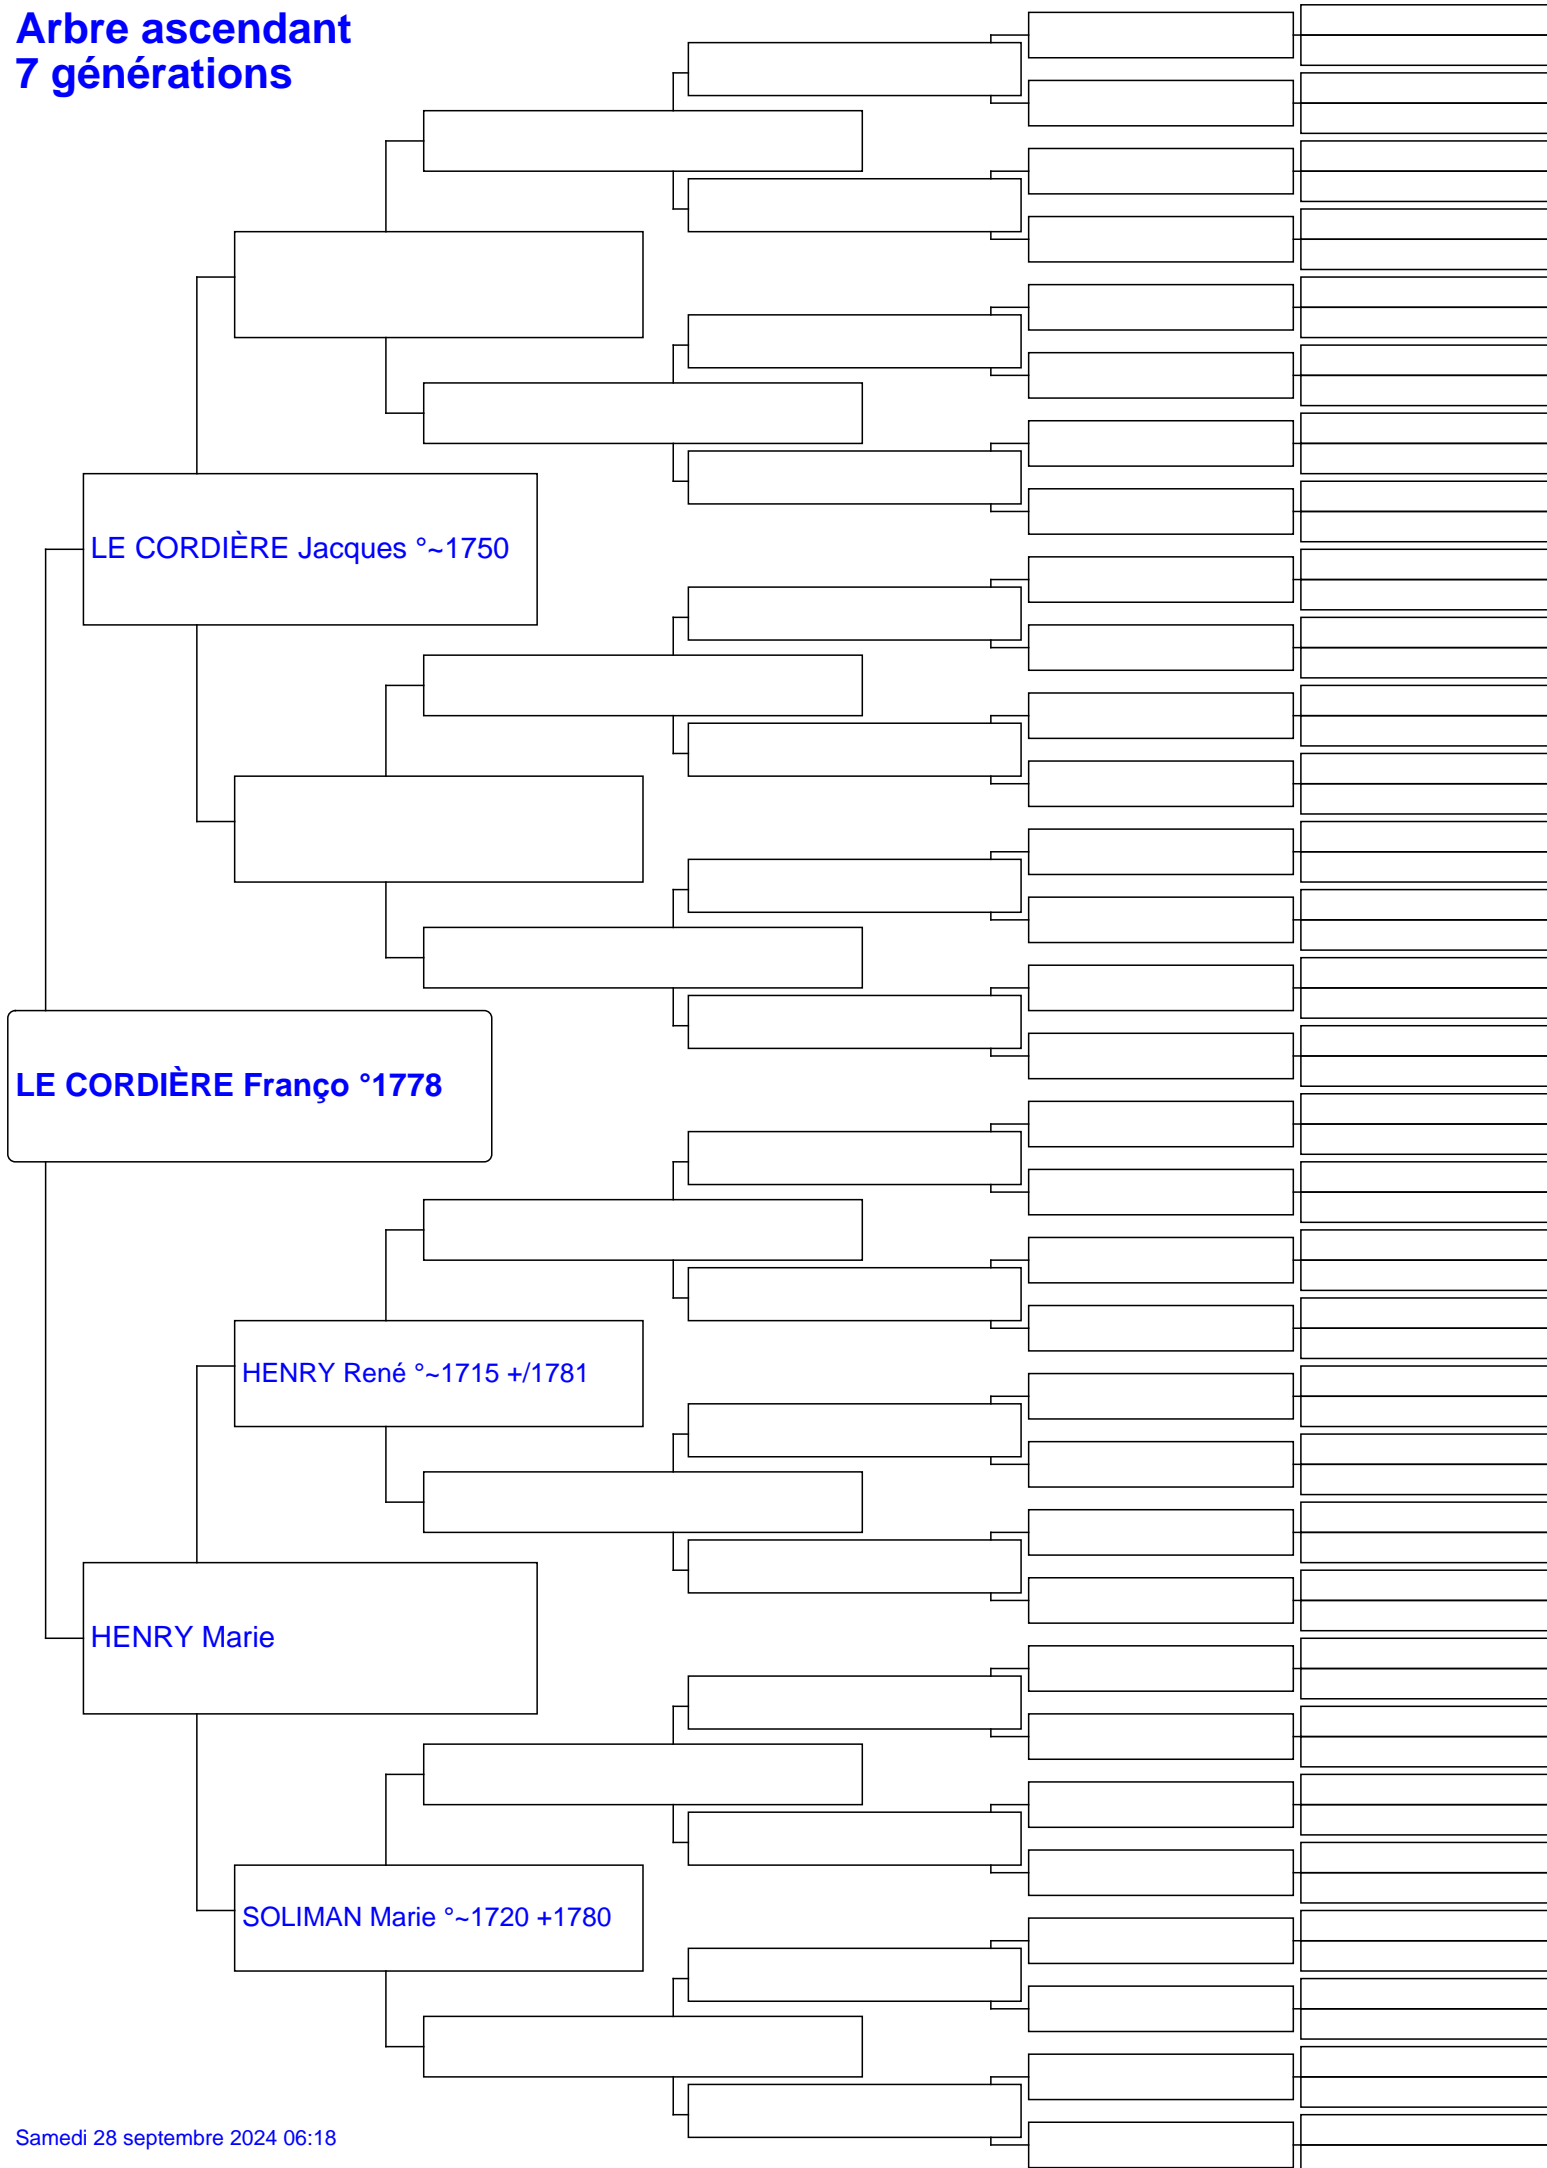 Arbre ascendant
7 générations
LE CORDIÈRE Jacques °~1750
LE CORDIÈRE Franço °1778
HENRY René °~1715 +/1781
HENRY Marie
SOLIMAN Marie °~1720 +1780
Samedi 28 septembre 2024 06:18